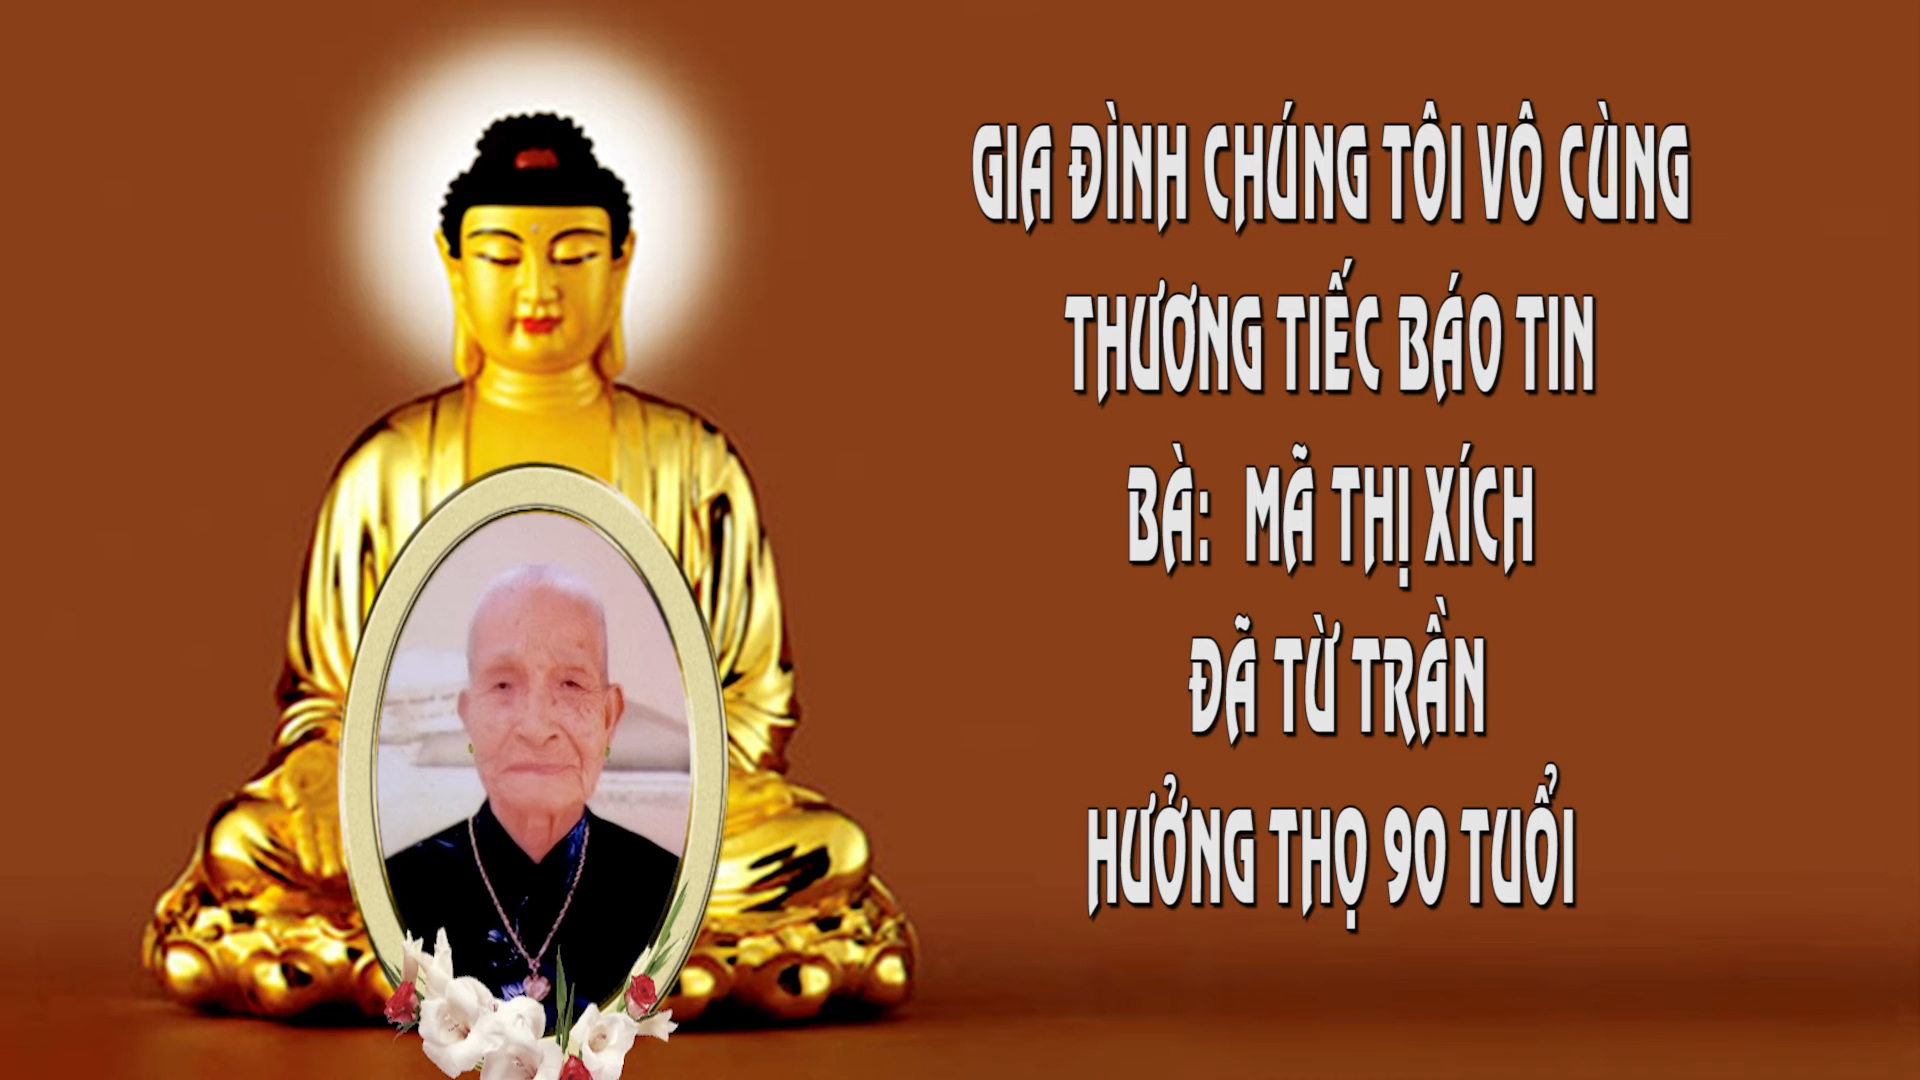 GIA ĐÌNH CHÚNG TÔI VÔ CÙNG
THƯƠNG TIẾC BÁO TIN
BÀ:  MÃ THỊ XÍCH
ĐÃ TỪ TRẦN
HƯỞNG THỌ 90 TUỔI